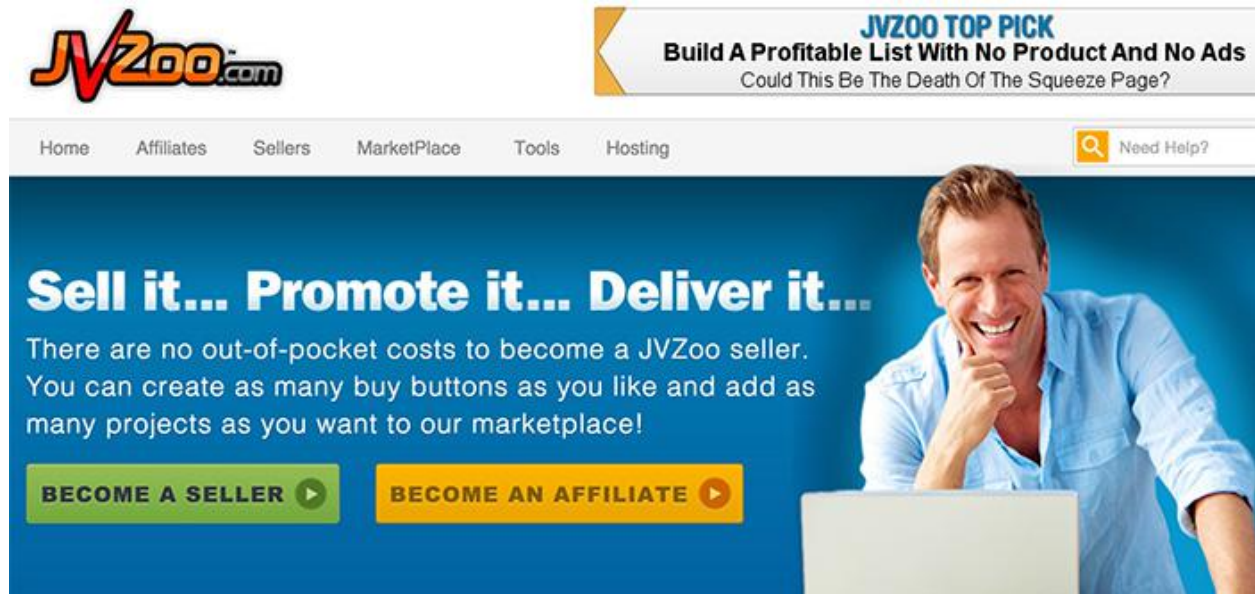 JVZoo.com
JVZOO TOP PICK
Build A Profitable List With No Product And No Ads
Could This Be The Death Of The Squeeze Page?
Home Affiliates Sellers MarketPlace Tools Hosting Need Help?
Sell it... Promote it... Deliver it...
There are no out-of-pocket costs to become a JVZoo seller.
You can create as many buy buttons as you like and add as
many projects as you want to our marketplace!
BECOME A SELLER BECOME AN AFFILIATE